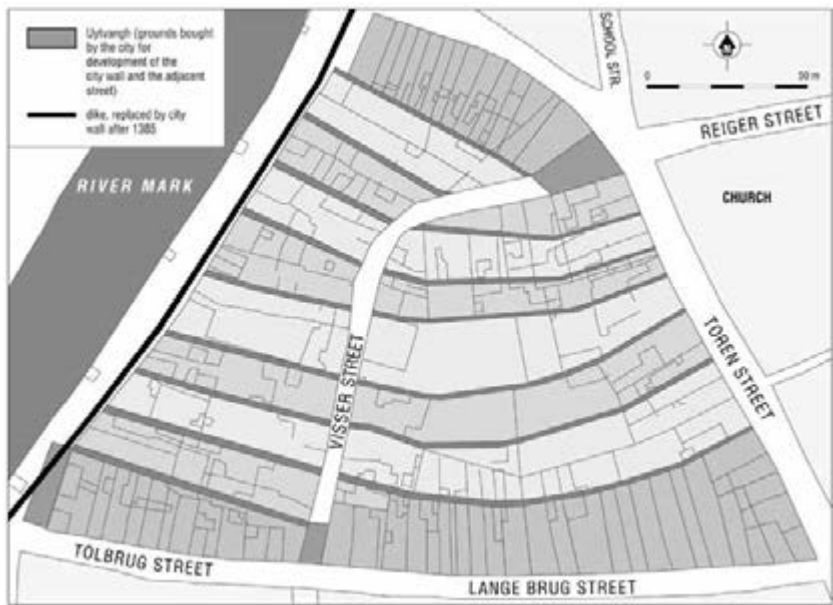 Uytvangh (grounds bought
by the city for
development of the
city wall and the adjacent
street)
dike, replaced by city
wall after 1385
SCHOOL STR.
0 50 m
REIGER STREET
RIVER MARK
CHURCH
TOREN STREET
VISSER STREET
TOLBRUG STREET
LANGE BRUG STREET